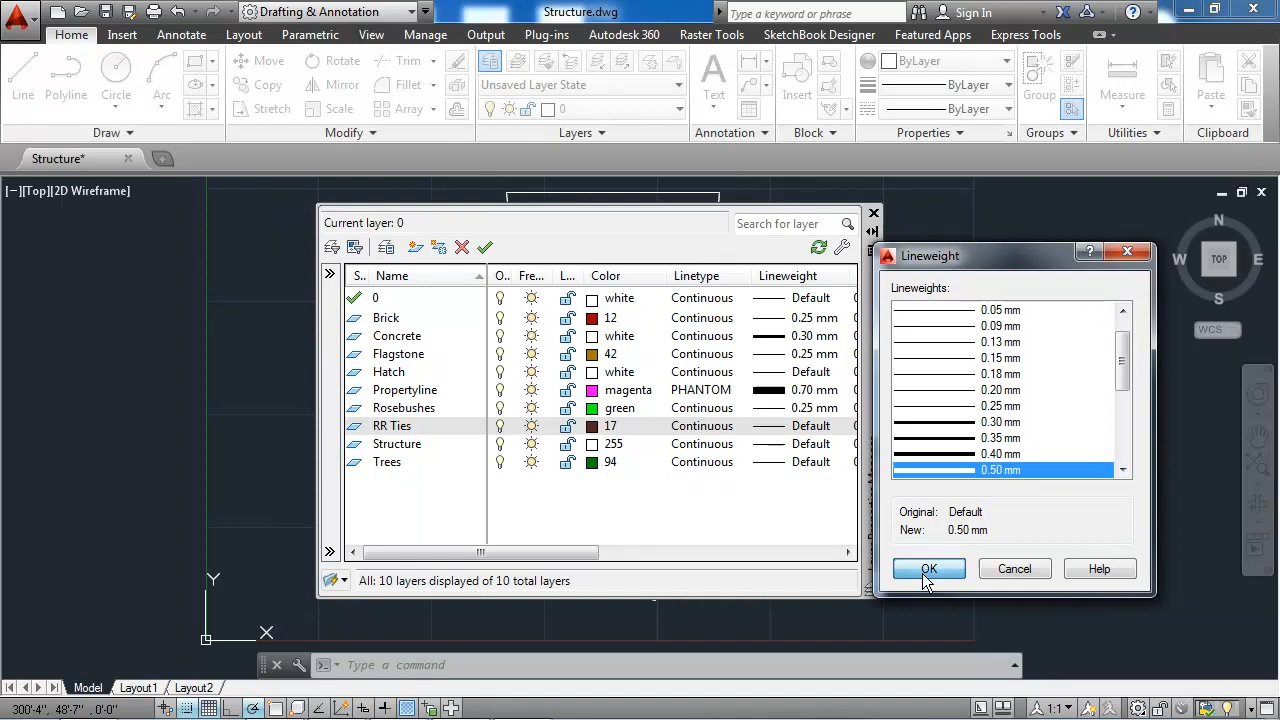 Drafting & Annotation
Structure.dwg
Type a keyword or phrase
Sign In
Home Insert Annotate Layout Parametric View Manage Output Plug-ins Autodesk 360 Raster Tools SketchBook Designer Featured Apps Express Tools
Line
Polyline
Circle
Arc
Draw
Move
Rotate
Trim
Copy
Mirror
Fillet
Stretch
Scale
Array
Modify
Unsaved Layer State
0
Layers
Text
Annotation
Insert
Block
ByLayer
ByLayer
ByLayer
Properties
Group
Groups
Measure
Utilities
Paste
Clipboard
Structure*
[−][Top][2D Wireframe]
N
W TOP E
S
WCS
Current layer: 0
Search for layer
S.. Name O.. Fre... L... Color Linetype Lineweight
0 white Continuous Default
Brick 12 Continuous 0.25 mm
Concrete white Continuous 0.30 mm
Flagstone 42 Continuous 0.25 mm
Hatch white Continuous Default
Propertyline magenta PHANTOM 0.70 mm
Rosebushes green Continuous 0.25 mm
RR Ties 17 Continuous Default
Structure 255 Continuous Default
Trees 94 Continuous Default
All: 10 layers displayed of 10 total layers
Lineweight
Lineweights:
0.05 mm
0.09 mm
0.13 mm
0.15 mm
0.18 mm
0.20 mm
0.25 mm
0.30 mm
0.35 mm
0.40 mm
0.50 mm
Original: Default
New: 0.50 mm
OK Cancel Help
Y
X
Type a command
Model Layout1 Layout2
300'-4", 48'-7", 0'-0"
1:1